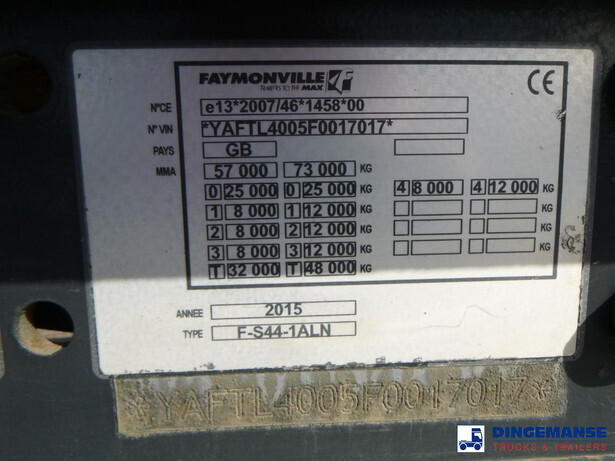 FAYMONVILLE
TRAILERS TO THE MAX
CE
N°CE e13*2007/46*1458*00
N° VIN *YAFTL4005F0017017*
PAYS GB
MMA 57 000 73 000 KG
0 25 000 0 25 000 KG 4 8 000 4 12 000 KG
1 8 000 1 12 000 KG KG
2 8 000 2 12 000 KG KG
3 8 000 3 12 000 KG KG
T 32 000 T 48 000 KG
ANNEE 2015
TYPE F-S44-1ALN
*YAFTL4005F0017017*
DINGEMANSE
TRUCKS & TRAILERS